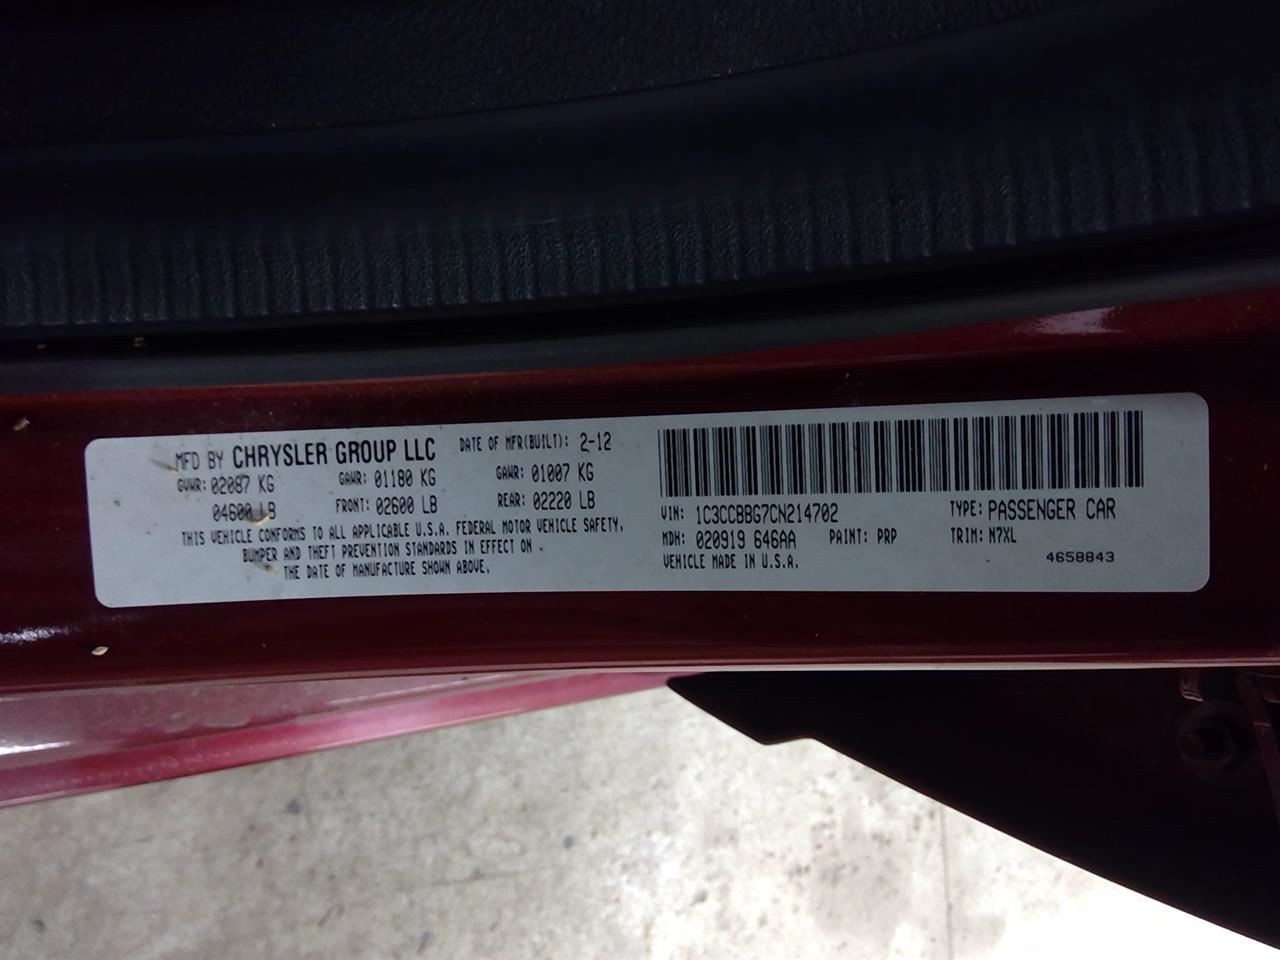 MFD BY CHRYSLER GROUP LLC DATE OF MFR(BUILT): 2-12
GVWR: 02087 KG GAWR: 01180 KG GAWR: 01007 KG
04600 LB FRONT: 02600 LB REAR: 02220 LB
THIS VEHICLE CONFORMS TO ALL APPLICABLE U.S.A. FEDERAL MOTOR VEHICLE SAFETY,
BUMPER AND THEFT PREVENTION STANDARDS IN EFFECT ON
THE DATE OF MANUFACTURE SHOWN ABOVE.
VIN: 1C3CCBBG7CN214702 TYPE: PASSENGER CAR
MDH: 020919 646AA PAINT: PRP TRIM: N7XL
VEHICLE MADE IN U.S.A. 4658843